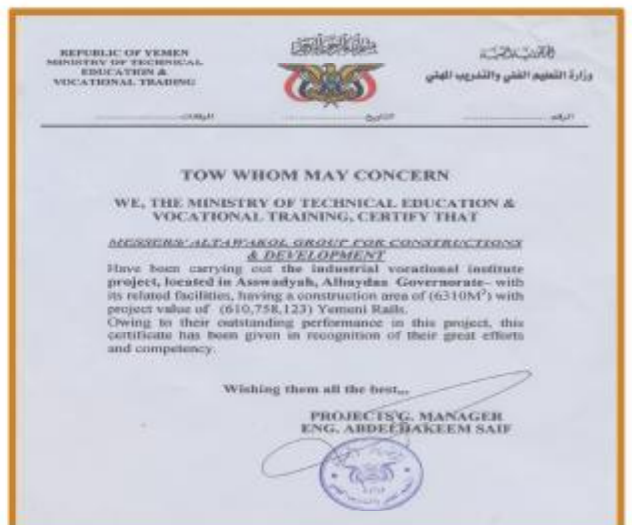 REPUBLIC OF YEMEN
MINISTRY OF TECHNICAL
EDUCATION &
VOCATIONAL TRADING
وزارة التعليم الفني والتدريب المهني
المرفقات
التاريخ
الرقم
TOW WHOM MAY CONCERN
WE, THE MINISTRY OF TECHNICAL EDUCATION &
VOCATIONAL TRAINING, CERTIFY THAT
MESSERS/ ALTAWAKOL GROUP FOR CONSTRUCTIONS
& DEVELOPMENT
Have been carrying out the industrial vocational institute
project, located in Asswadyah, Albaydaa Governorate– with
its related facilities, having a construction area of (6310M²) with
project value of (610,758,123) Yemeni Rails.
Owing to their outstanding performance in this project, this
certificate has been given in recognition of their great efforts
and competency.
Wishing them all the best,,,
PROJECTS G. MANAGER
ENG. ABDELHAKEEM SAIF